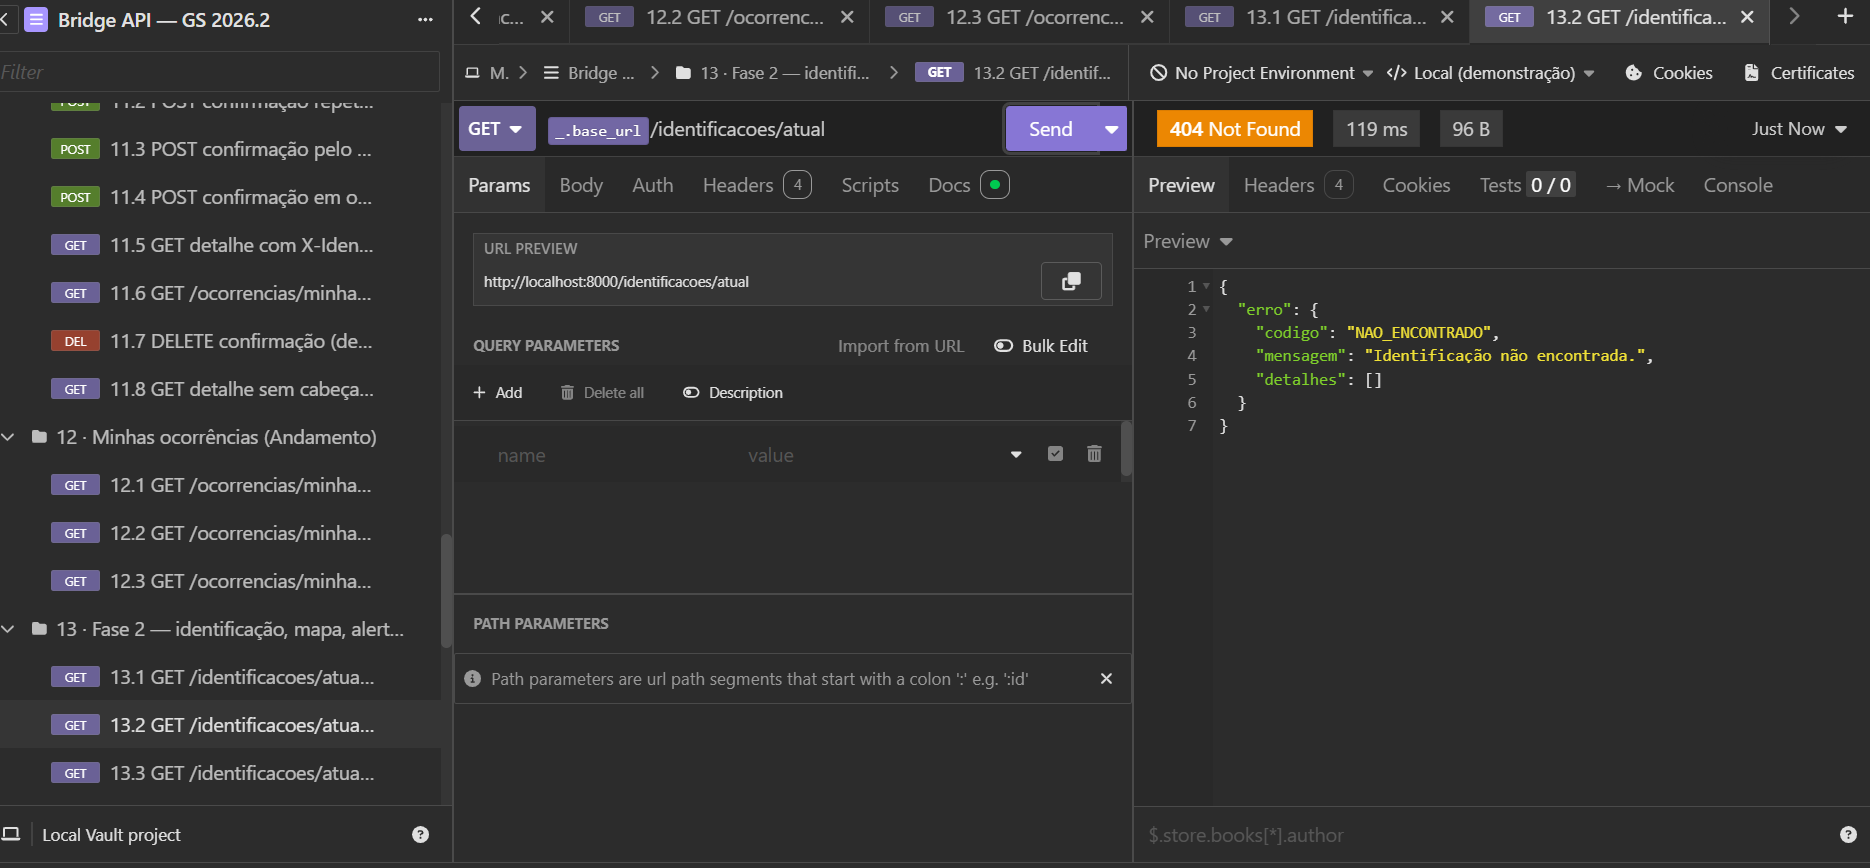 Bridge API — GS 2026.2
...
Filter
11.2 POST confirmação repet...
POST 11.3 POST confirmação pelo ...
POST 11.4 POST confirmação em o...
GET 11.5 GET detalhe com X-Iden...
GET 11.6 GET /ocorrencias/minha...
DEL 11.7 DELETE confirmação (de...
GET 11.8 GET detalhe sem cabeça...
12 · Minhas ocorrências (Andamento)
GET 12.1 GET /ocorrencias/minha...
GET 12.2 GET /ocorrencias/minha...
GET 12.3 GET /ocorrencias/minha...
13 · Fase 2 — identificação, mapa, alert...
GET 13.1 GET /identificacoes/atua...
GET 13.2 GET /identificacoes/atua...
GET 13.3 GET /identificacoes/atua...
Local Vault project
GET 12.2 GET /ocorrenc...
GET 12.3 GET /ocorrenc...
GET 13.1 GET /identifica...
GET 13.2 GET /identifica...
M.
Bridge ...
13 · Fase 2 — identifi...
GET 13.2 GET /identif...
No Project Environment
</> Local (demonstração)
Cookies
Certificates
GET _.base_url /identificacoes/atual
Send
Params Body Auth Headers 4 Scripts Docs
URL PREVIEW
http://localhost:8000/identificacoes/atual
QUERY PARAMETERS Import from URL Bulk Edit
+ Add Delete all Description
name value
PATH PARAMETERS
Path parameters are url path segments that start with a colon ':' e.g. ':id'
404 Not Found 119 ms 96 B Just Now
Preview Headers 4 Cookies Tests 0 / 0 → Mock Console
Preview
1 {
2 "erro": {
3 "codigo": "NAO_ENCONTRADO",
4 "mensagem": "Identificação não encontrada.",
5 "detalhes": []
6 }
7 }
$.store.books[*].author